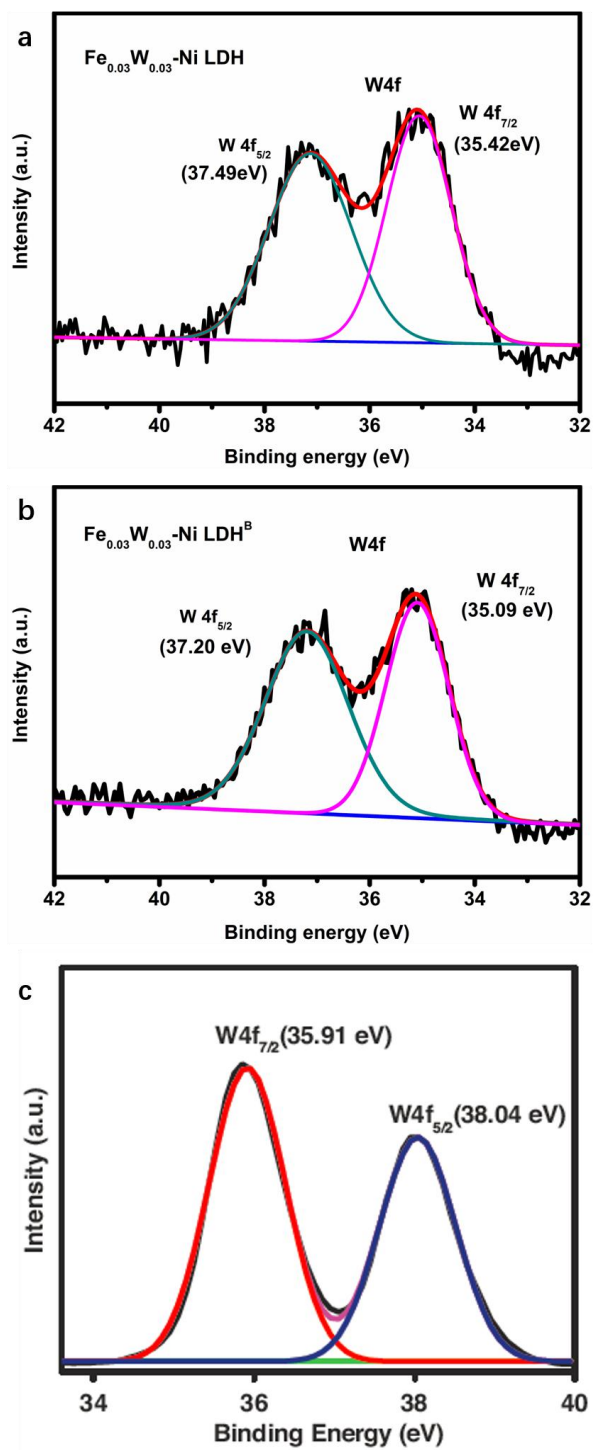 a
Fe₀.₀₃W₀.₀₃-Ni LDH
W4f
W 4f₇/₂
(35.42eV)
W 4f₅/₂
(37.49eV)
Intensity (a.u.)
42 40 38 36 34 32
Binding energy (eV)
b
Fe₀.₀₃W₀.₀₃-Ni LDHᴮ
W4f
W 4f₇/₂
(35.09 eV)
W 4f₅/₂
(37.20 eV)
Intensity (a.u.)
42 40 38 36 34 32
Binding energy (eV)
c
W4f₇/₂(35.91 eV)
W4f₅/₂(38.04 eV)
Intensity (a.u.)
34 36 38 40
Binding Energy (eV)